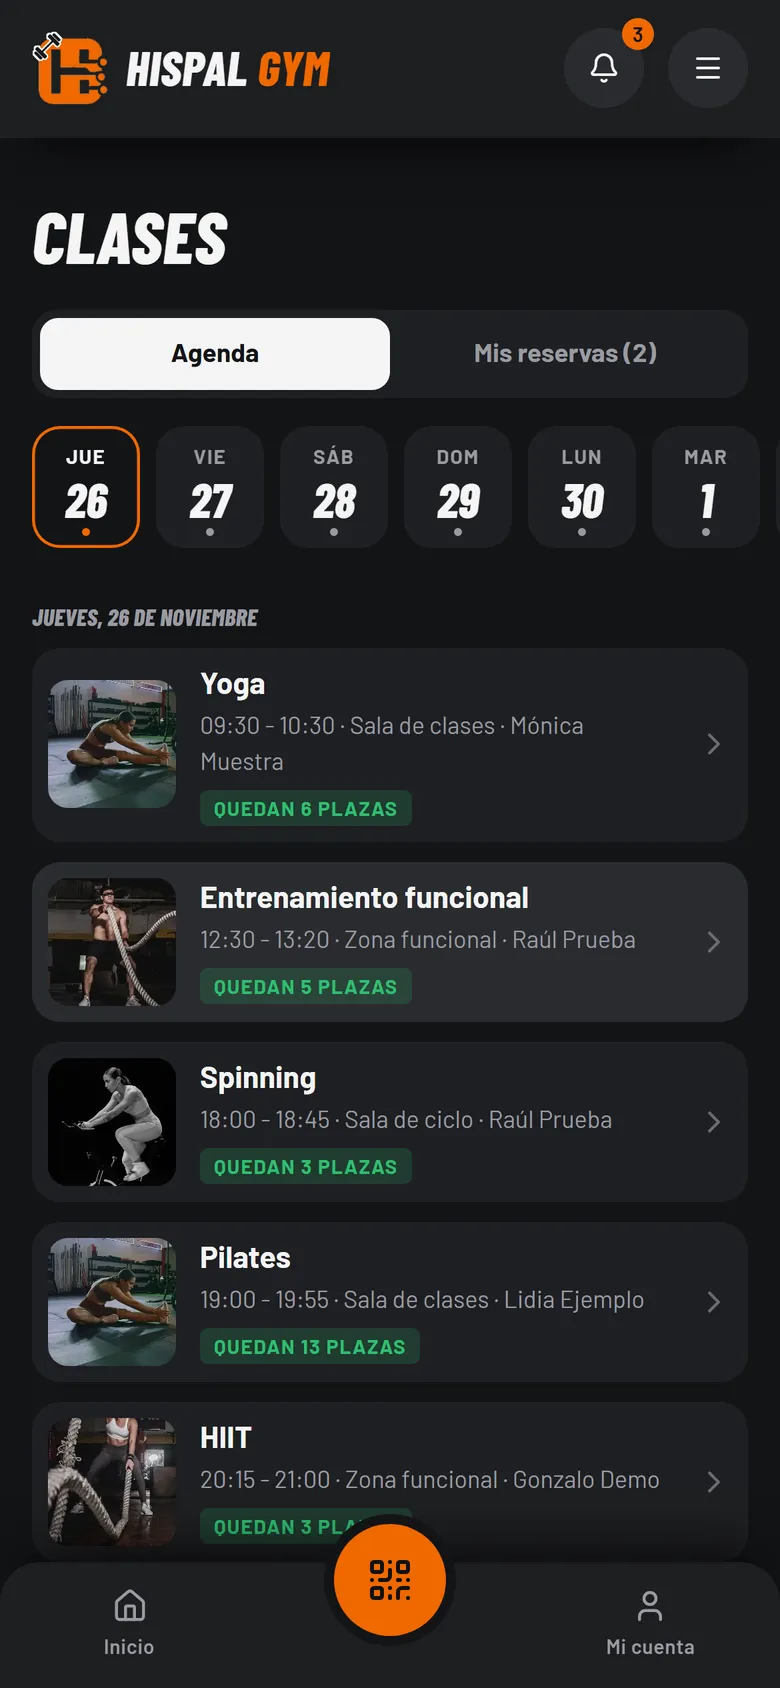 HISPAL GYM
3
CLASES
Agenda
Mis reservas (2)
JUE
26
VIE
27
SÁB
28
DOM
29
LUN
30
MAR
1
JUEVES, 26 DE NOVIEMBRE
Yoga
09:30 - 10:30 · Sala de clases · Mónica
Muestra
QUEDAN 6 PLAZAS
Entrenamiento funcional
12:30 - 13:20 · Zona funcional · Raúl Prueba
QUEDAN 5 PLAZAS
Spinning
18:00 - 18:45 · Sala de ciclo · Raúl Prueba
QUEDAN 3 PLAZAS
Pilates
19:00 - 19:55 · Sala de clases · Lidia Ejemplo
QUEDAN 13 PLAZAS
HIIT
20:15 - 21:00 · Zona funcional · Gonzalo Demo
QUEDAN 3
Inicio
Mi cuenta